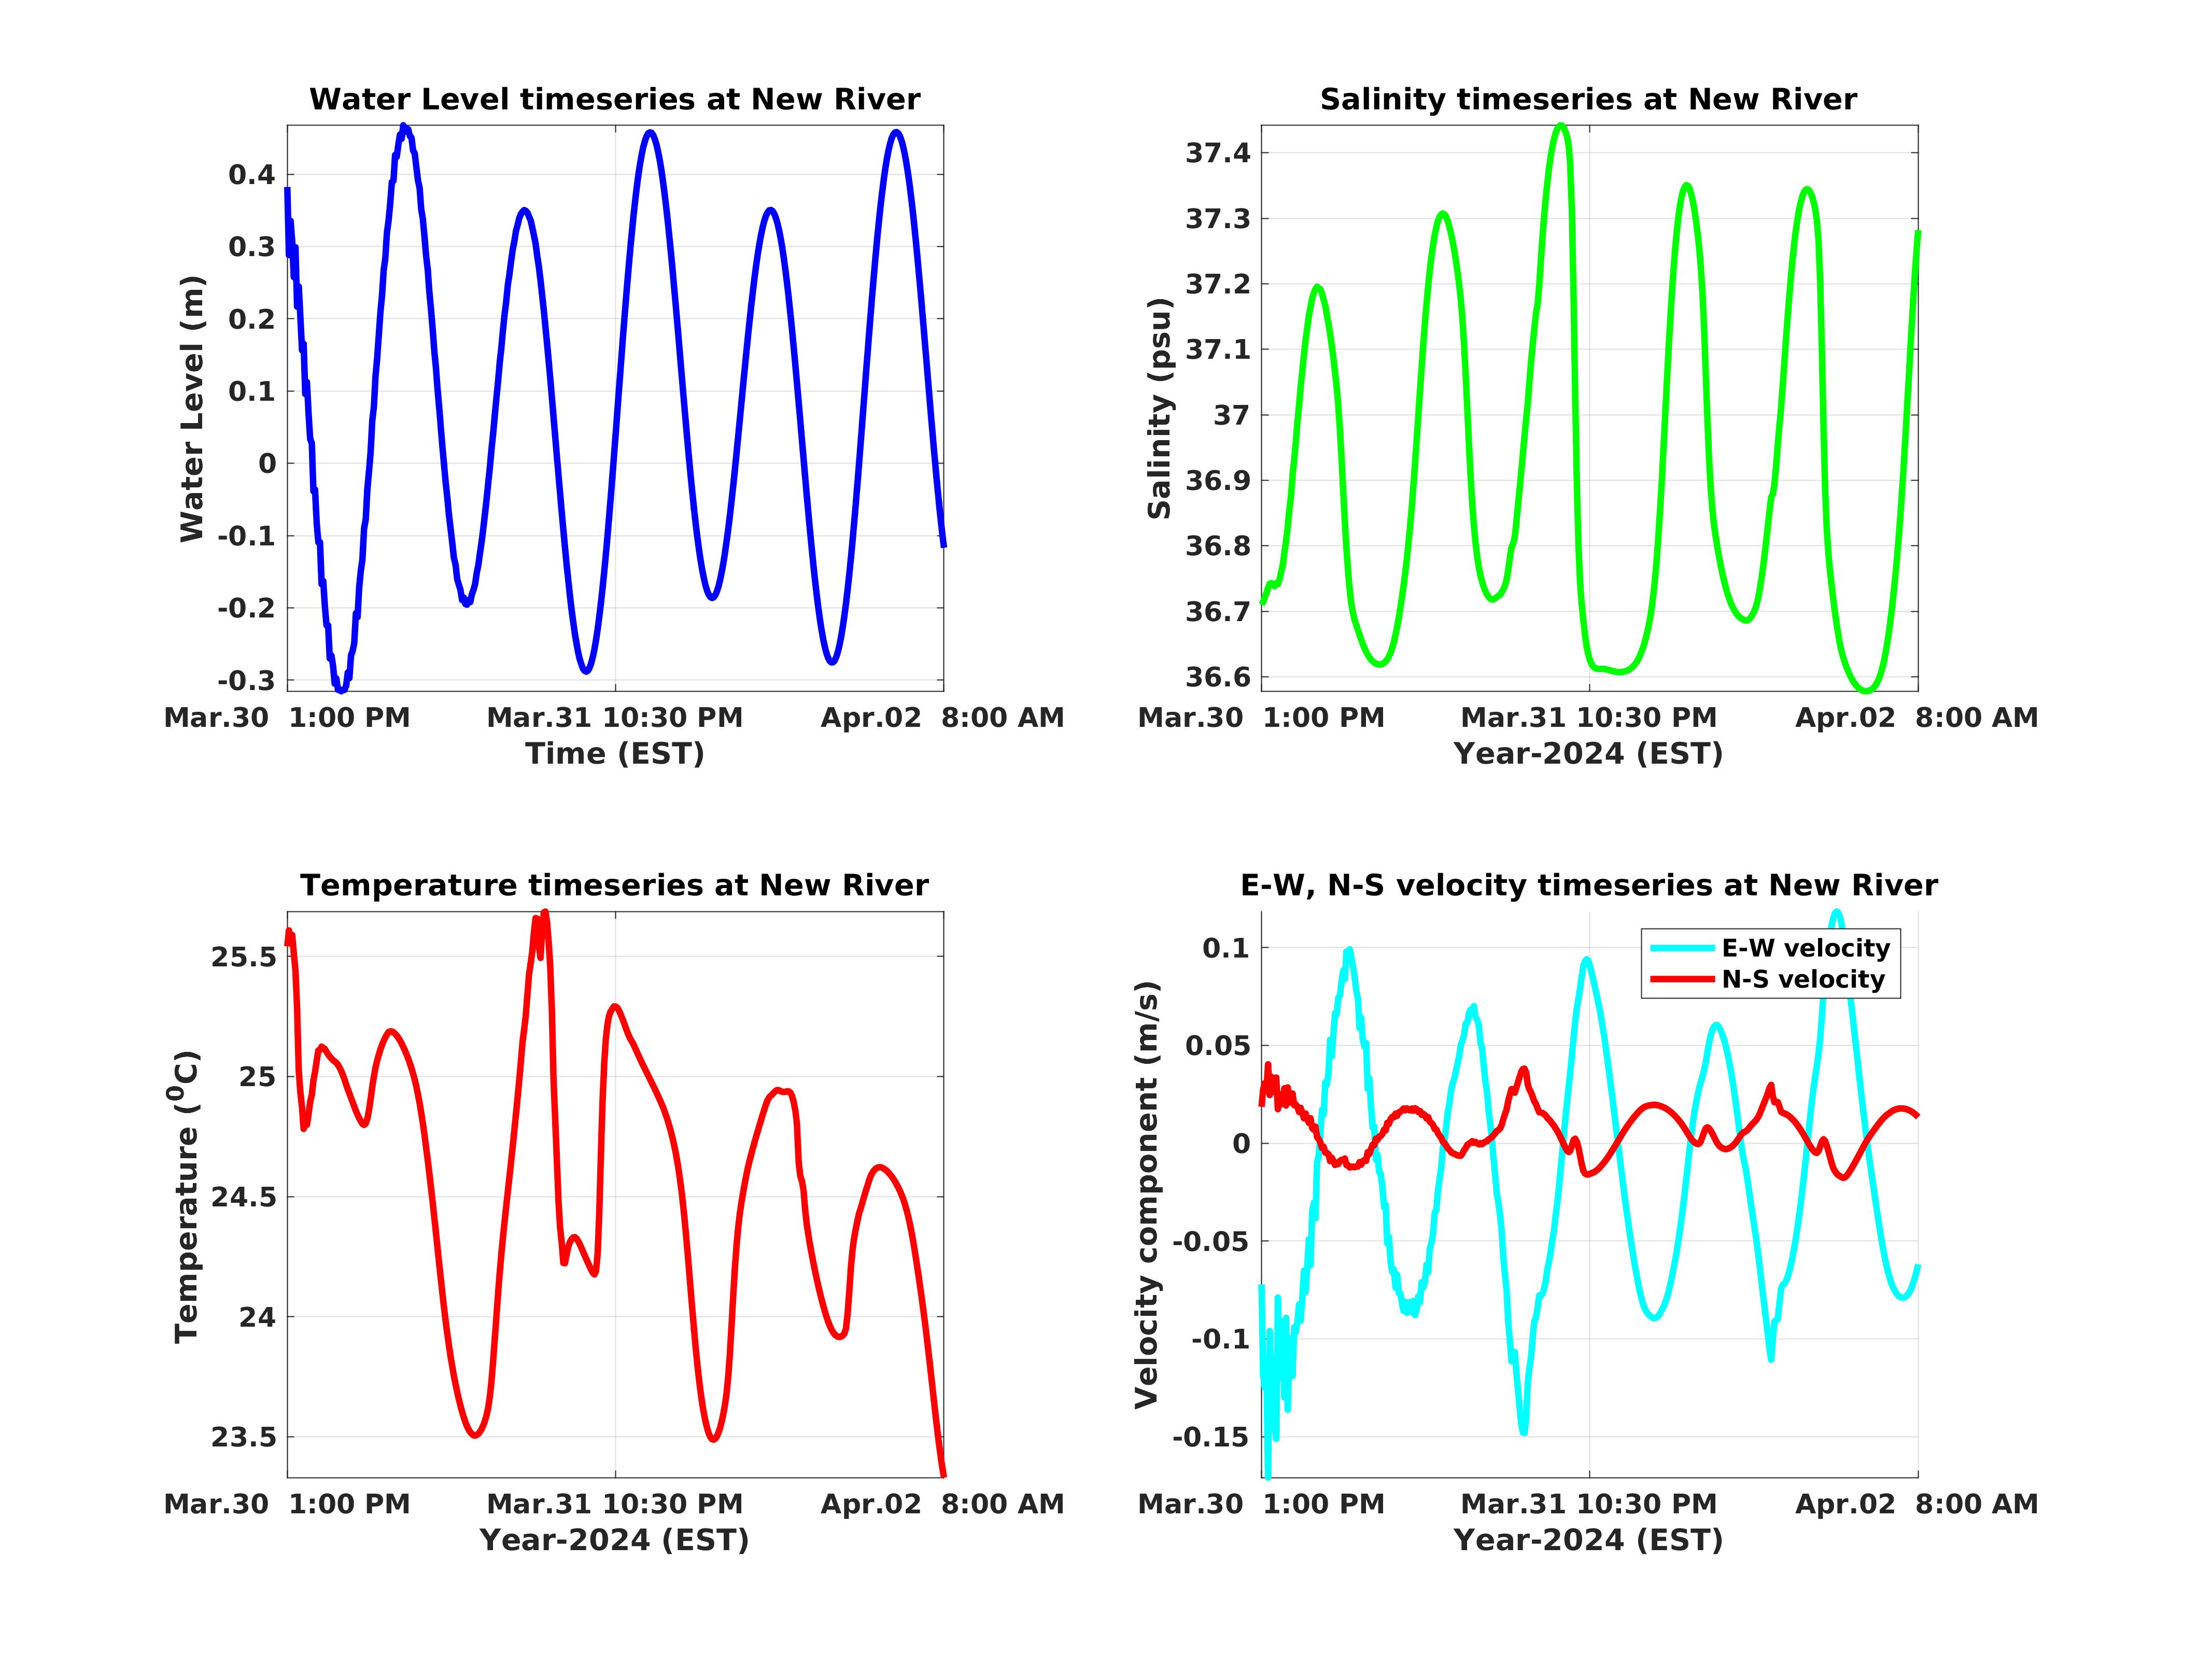 Water Level timeseries at New River
Water Level (m)
0.4
0.3
0.2
0.1
0
-0.1
-0.2
-0.3
Mar.30 1:00 PM
Mar.31 10:30 PM
Apr.02 8:00 AM
Time (EST)
Salinity timeseries at New River
Salinity (psu)
37.4
37.3
37.2
37.1
37
36.9
36.8
36.7
36.6
Mar.30 1:00 PM
Mar.31 10:30 PM
Apr.02 8:00 AM
Year-2024 (EST)
Temperature timeseries at New River
Temperature (⁰C)
25.5
25
24.5
24
23.5
Mar.30 1:00 PM
Mar.31 10:30 PM
Apr.02 8:00 AM
Year-2024 (EST)
E-W, N-S velocity timeseries at New River
Velocity component (m/s)
0.1
0.05
0
-0.05
-0.1
-0.15
E-W velocity
N-S velocity
Mar.30 1:00 PM
Mar.31 10:30 PM
Apr.02 8:00 AM
Year-2024 (EST)